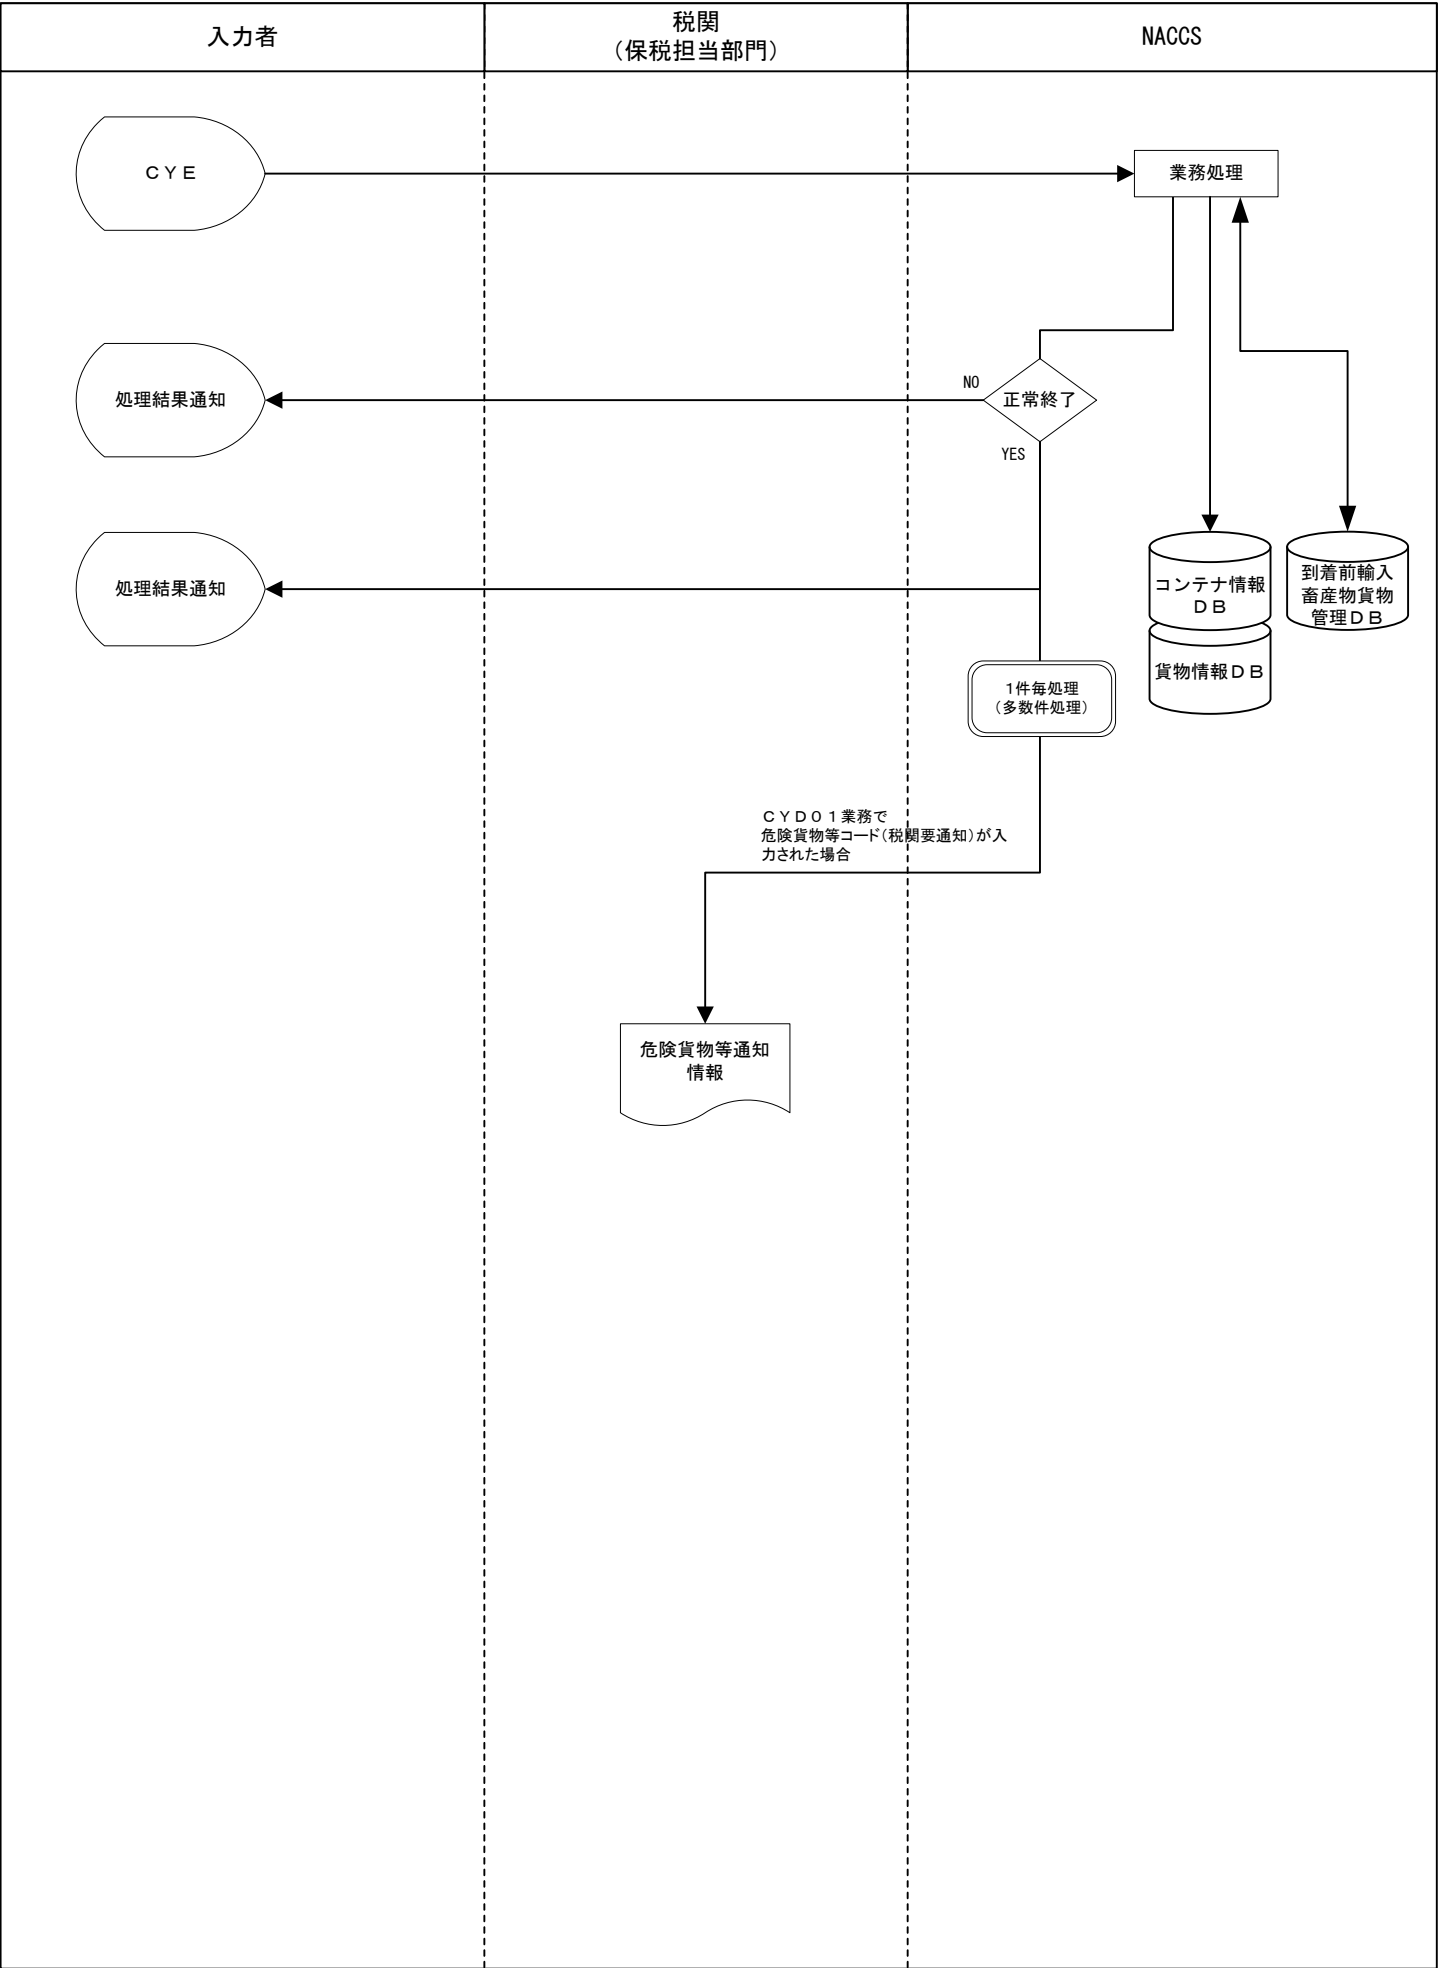 入力者
税関
（保税担当部門）
NACCS
ＣＹＥ
業務処理
処理結果通知
NO
正常終了
YES
処理結果通知
コンテナ情報
ＤＢ
到着前輸入
畜産物貨物
管理ＤＢ
貨物情報ＤＢ
１件毎処理
（多数件処理）
ＣＹＤ０１業務で
危険貨物等コード（税関要通知）が入
力された場合
危険貨物等通知
情報